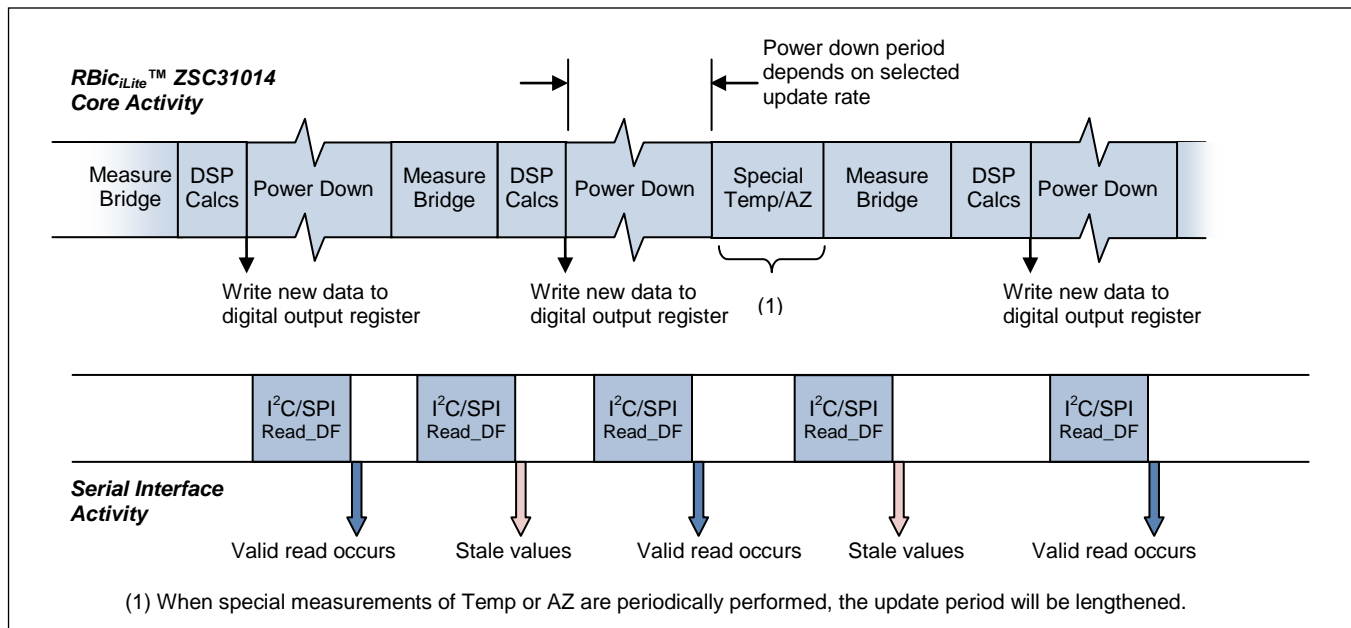 RBiciLite™ ZSC31014
Core Activity
Power down period
depends on selected
update rate
Measure
Bridge
DSP
Calcs
Power Down
Measure
Bridge
DSP
Calcs
Power Down
Special
Temp/AZ
Measure
Bridge
DSP
Calcs
Power Down
Write new data to
digital output register
Write new data to
digital output register
(1)
Write new data to
digital output register
I²C/SPI
Read_DF
I²C/SPI
Read_DF
I²C/SPI
Read_DF
I²C/SPI
Read_DF
I²C/SPI
Read_DF
Serial Interface
Activity
Valid read occurs
Stale values
Valid read occurs
Stale values
Valid read occurs
(1) When special measurements of Temp or AZ are periodically performed, the update period will be lengthened.